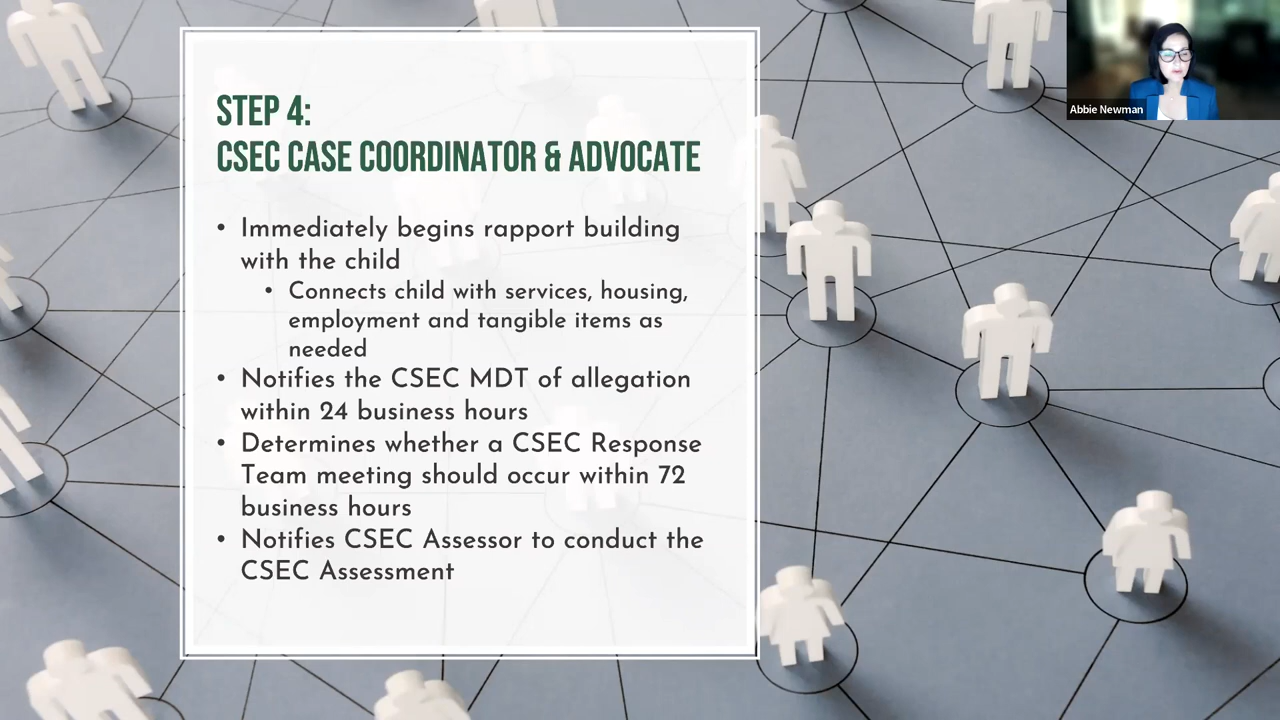 STEP 4:
CSEC CASE COORDINATOR & ADVOCATE
• Immediately begins rapport building
with the child
• Connects child with services, housing,
employment and tangible items as
needed
• Notifies the CSEC MDT of allegation
within 24 business hours
• Determines whether a CSEC Response
Team meeting should occur within 72
business hours
• Notifies CSEC Assessor to conduct the
CSEC Assessment
Abbie Newman